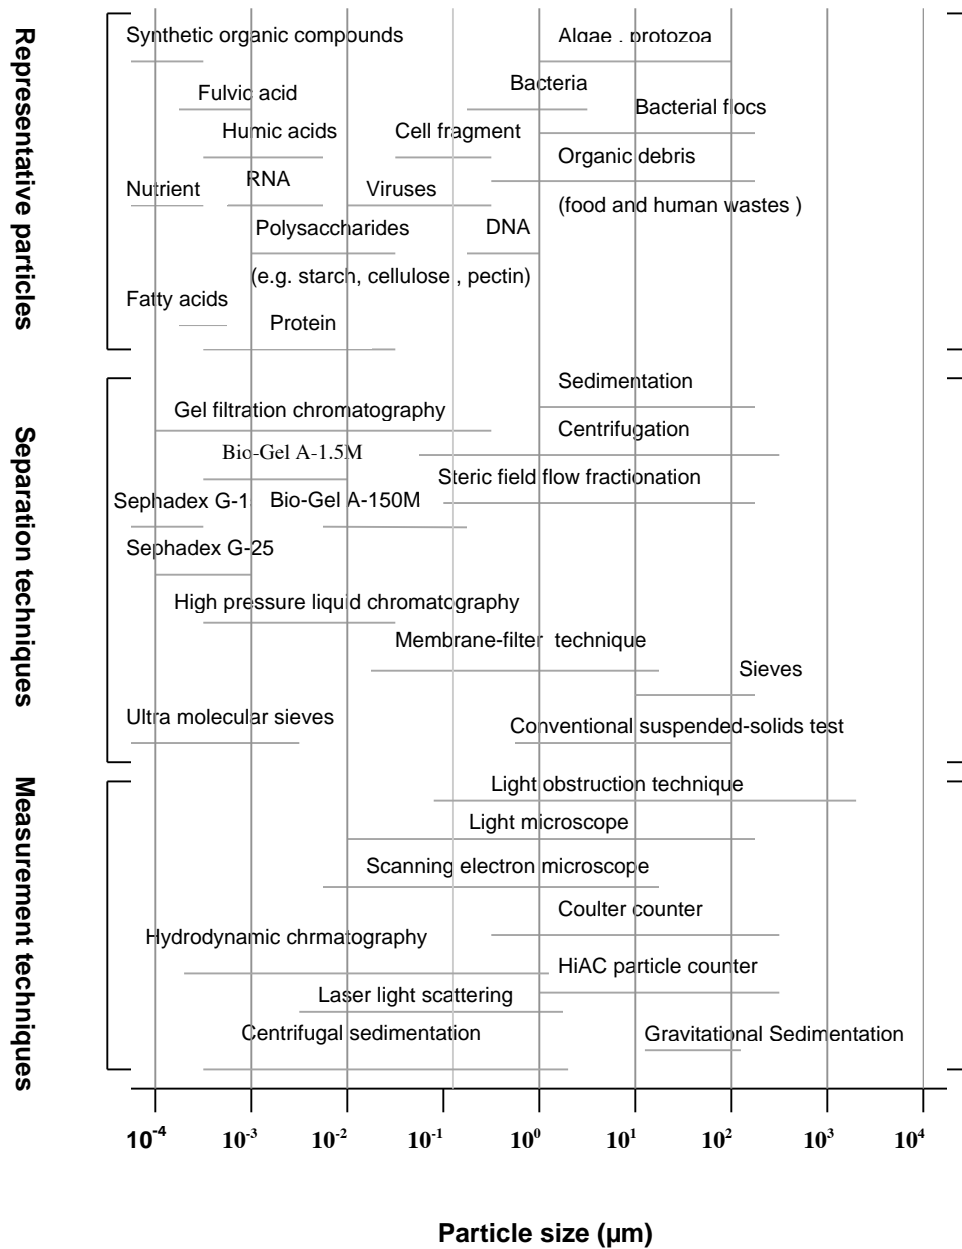 Representative particles
Synthetic organic compounds
Algae , protozoa
Bacteria
Fulvic acid
Bacterial flocs
Humic acids
Cell fragment
Organic debris
RNA
Nutrient
Viruses
(food and human wastes )
Polysaccharides
DNA
(e.g. starch, cellulose , pectin)
Fatty acids
Protein
Separation techniques
Sedimentation
Gel filtration chromatography
Centrifugation
Bio-Gel A-1.5M
Steric field flow fractionation
Sephadex G-1
Bio-Gel A-150M
Sephadex G-25
High pressure liquid chromatography
Membrane-filter technique
Sieves
Ultra molecular sieves
Conventional suspended-solids test
Measurement techniques
Light obstruction technique
Light microscope
Scanning electron microscope
Coulter counter
Hydrodynamic chrmatography
HiAC particle counter
Laser light scattering
Centrifugal sedimentation
Gravitational Sedimentation
10⁻⁴ 10⁻³ 10⁻² 10⁻¹ 10⁰ 10¹ 10² 10³ 10⁴
Particle size (µm)